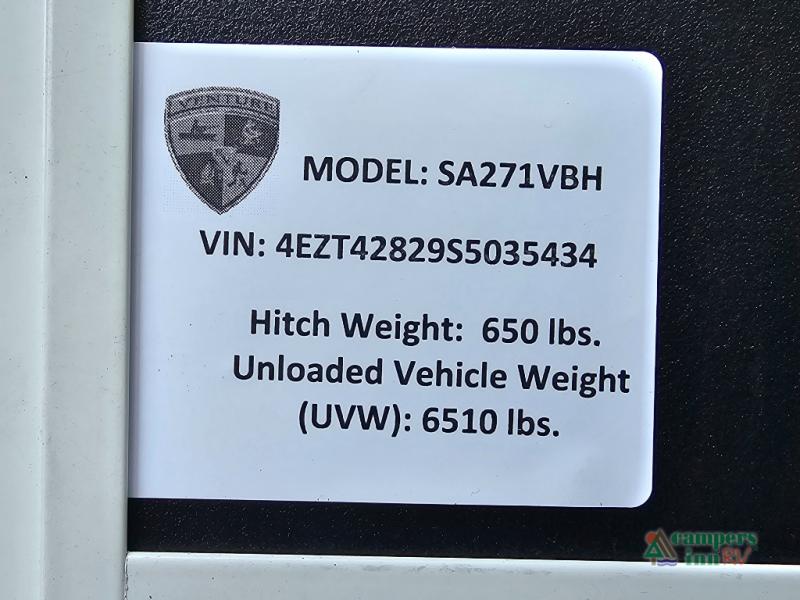 VENTURE
MODEL: SA271VBH
VIN: 4EZT42829S5035434
Hitch Weight: 650 lbs.
Unloaded Vehicle Weight
(UVW): 6510 lbs.
campers
inn RV